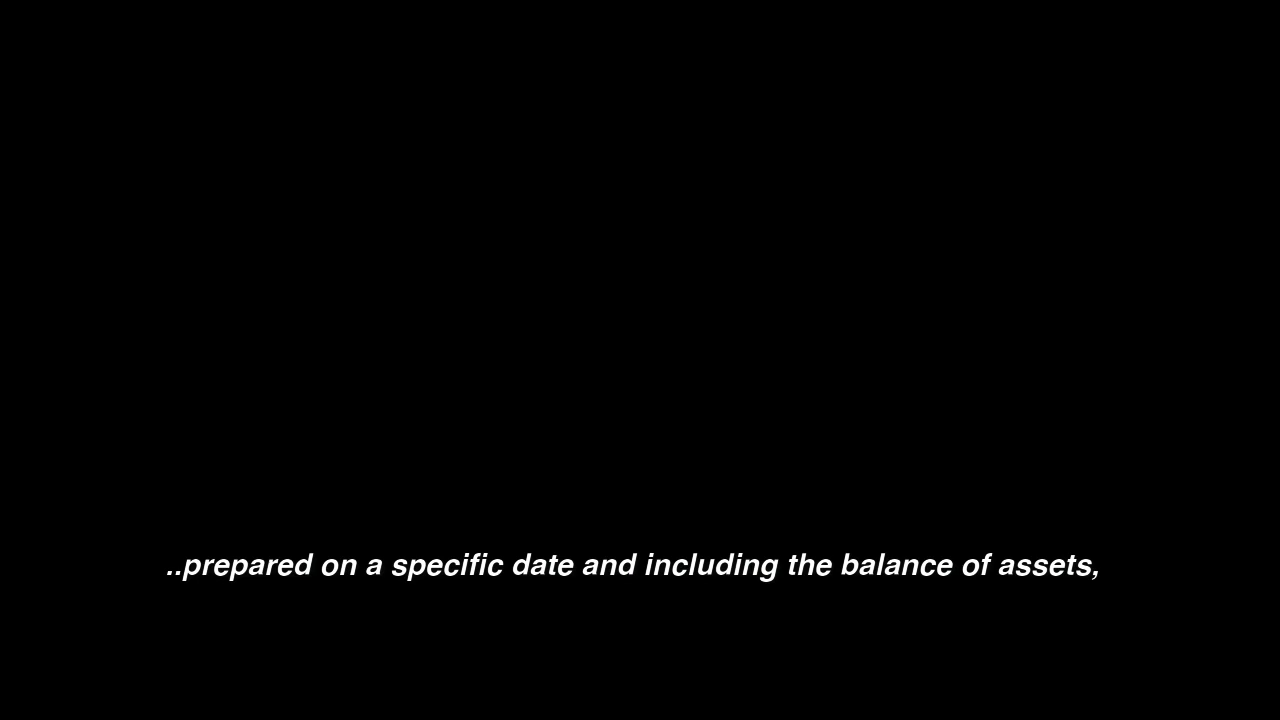 ..prepared on a specific date and including the balance of assets,